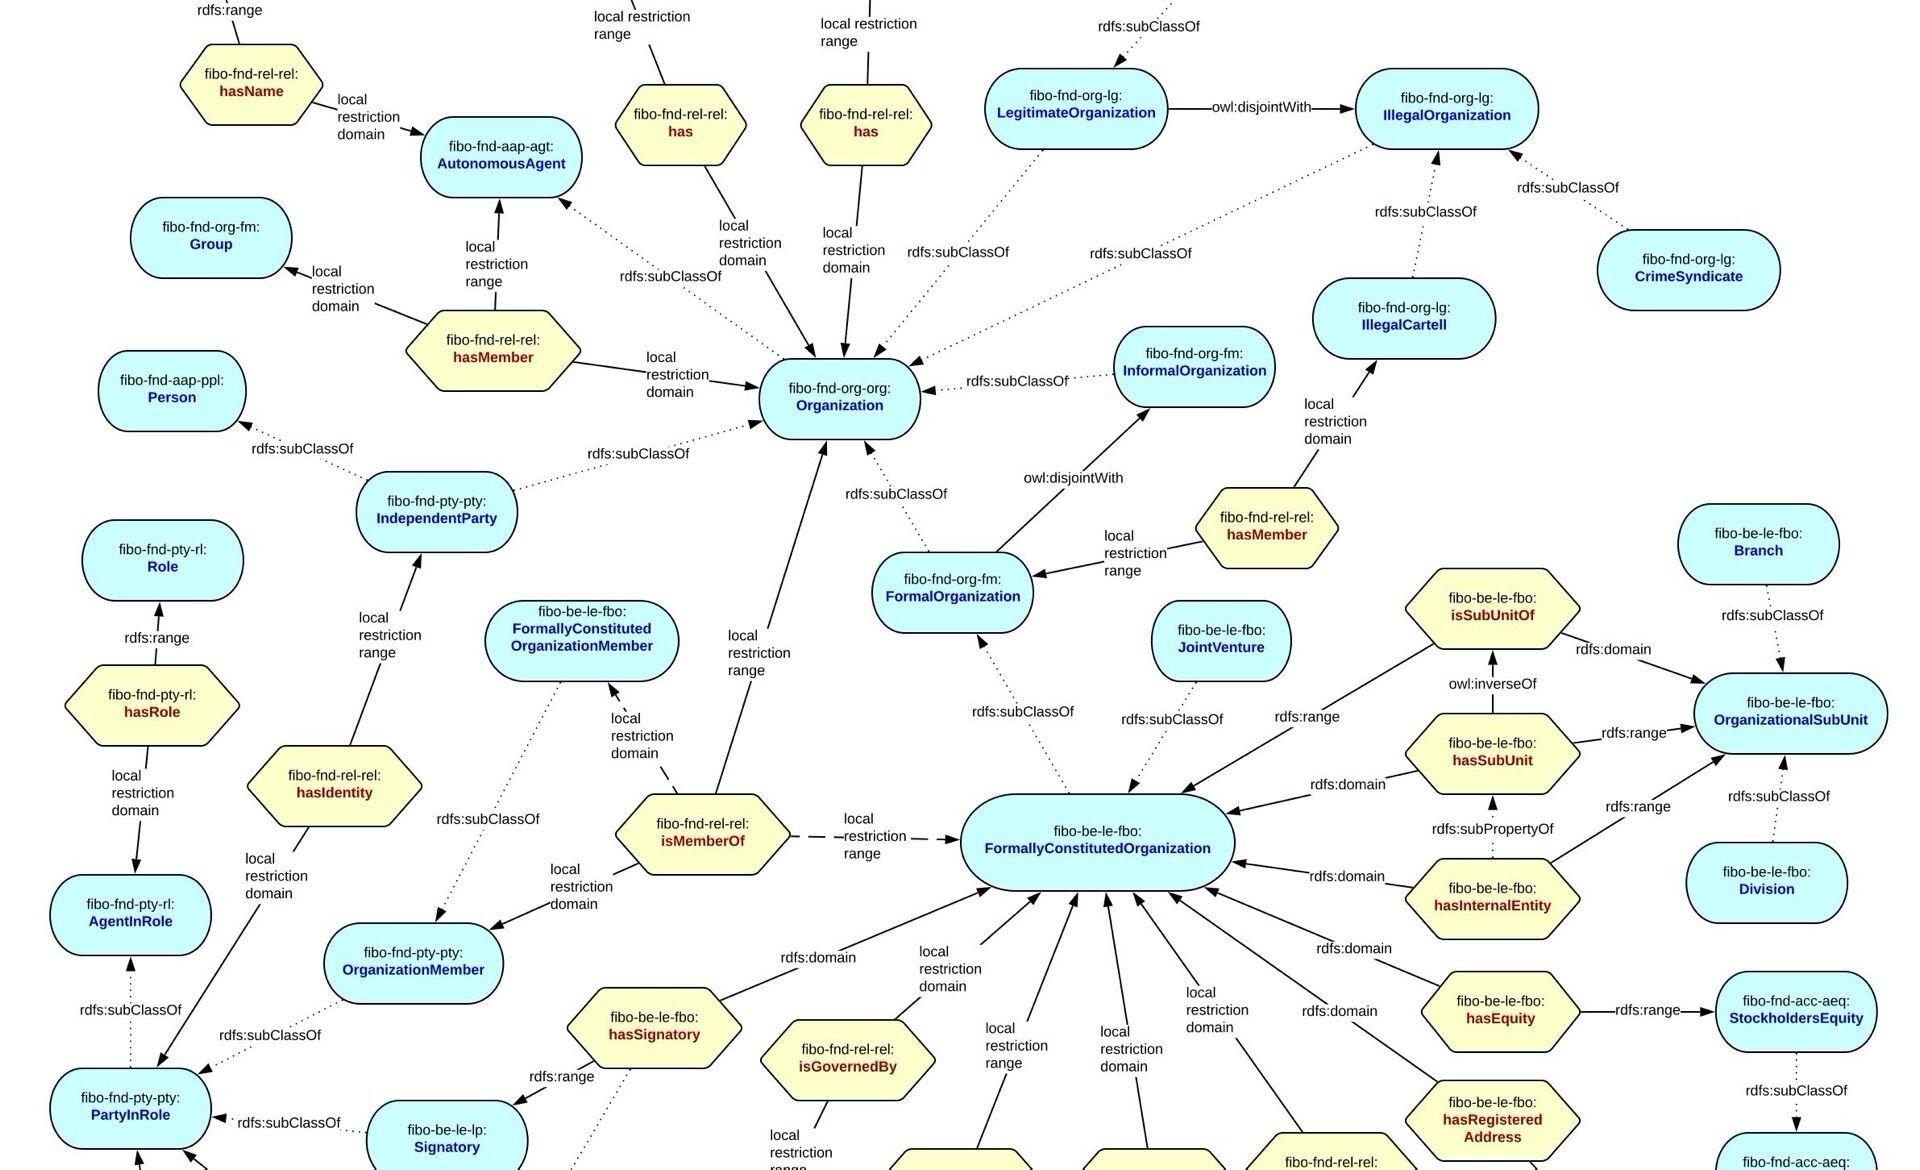 rdfs:range
local restriction
range
local restriction
range
rdfs:subClassOf
fibo-fnd-rel-rel:
hasName
local
restriction
domain
fibo-fnd-aap-agt:
AutonomousAgent
fibo-fnd-rel-rel:
has
fibo-fnd-rel-rel:
has
fibo-fnd-org-lg:
LegitimateOrganization
owl:disjointWith
fibo-fnd-org-lg:
IllegalOrganization
rdfs:subClassOf
rdfs:subClassOf
fibo-fnd-org-fm:
Group
local
restriction
domain
local
restriction
range
rdfs:subClassOf
local
restriction
domain
local
restriction
domain
rdfs:subClassOf
rdfs:subClassOf
fibo-fnd-org-lg:
CrimeSyndicate
fibo-fnd-org-lg:
IllegalCartell
fibo-fnd-rel-rel:
hasMember
local
restriction
domain
fibo-fnd-org-org:
Organization
rdfs:subClassOf
fibo-fnd-org-fm:
InformalOrganization
fibo-fnd-aap-ppl:
Person
rdfs:subClassOf
rdfs:subClassOf
local
restriction
domain
fibo-fnd-pty-pty:
IndependentParty
rdfs:subClassOf
owl:disjointWith
fibo-fnd-rel-rel:
hasMember
local
restriction
range
fibo-fnd-org-fm:
FormalOrganization
fibo-fnd-pty-rl:
Role
rdfs:range
fibo-fnd-pty-rl:
hasRole
local
restriction
range
fibo-be-le-fbo:
FormallyConstituted
OrganizationMember
local
restriction
range
fibo-be-le-fbo:
JointVenture
fibo-be-le-fbo:
isSubUnitOf
rdfs:domain
fibo-be-le-fbo:
Branch
rdfs:subClassOf
local
restriction
domain
rdfs:subClassOf
rdfs:subClassOf
rdfs:range
owl:inverseOf
fibo-be-le-fbo:
hasSubUnit
rdfs:range
fibo-be-le-fbo:
OrganizationalSubUnit
local
restriction
domain
fibo-fnd-rel-rel:
hasIdentity
rdfs:subClassOf
fibo-fnd-rel-rel:
isMemberOf
local
restriction
range
fibo-be-le-fbo:
FormallyConstitutedOrganization
rdfs:domain
rdfs:subPropertyOf
rdfs:range
rdfs:subClassOf
local
restriction
domain
local
restriction
domain
rdfs:domain
fibo-be-le-fbo:
hasInternalEntity
fibo-be-le-fbo:
Division
fibo-fnd-pty-rl:
AgentInRole
fibo-fnd-pty-pty:
OrganizationMember
rdfs:domain
local
restriction
domain
rdfs:domain
rdfs:subClassOf
rdfs:subClassOf
fibo-be-le-fbo:
hasSignatory
local
restriction
range
local
restriction
domain
local
restriction
domain
rdfs:domain
fibo-be-le-fbo:
hasEquity
rdfs:range
fibo-fnd-acc-aeq:
StockholdersEquity
fibo-fnd-rel-rel:
isGovernedBy
rdfs:range
rdfs:subClassOf
fibo-fnd-pty-pty:
PartyInRole
rdfs:subClassOf
fibo-be-le-lp:
Signatory
local
restriction
range
fibo-be-le-fbo:
hasRegistered
Address
fibo-fnd-rel-rel:
fibo-fnd-acc-aeq: